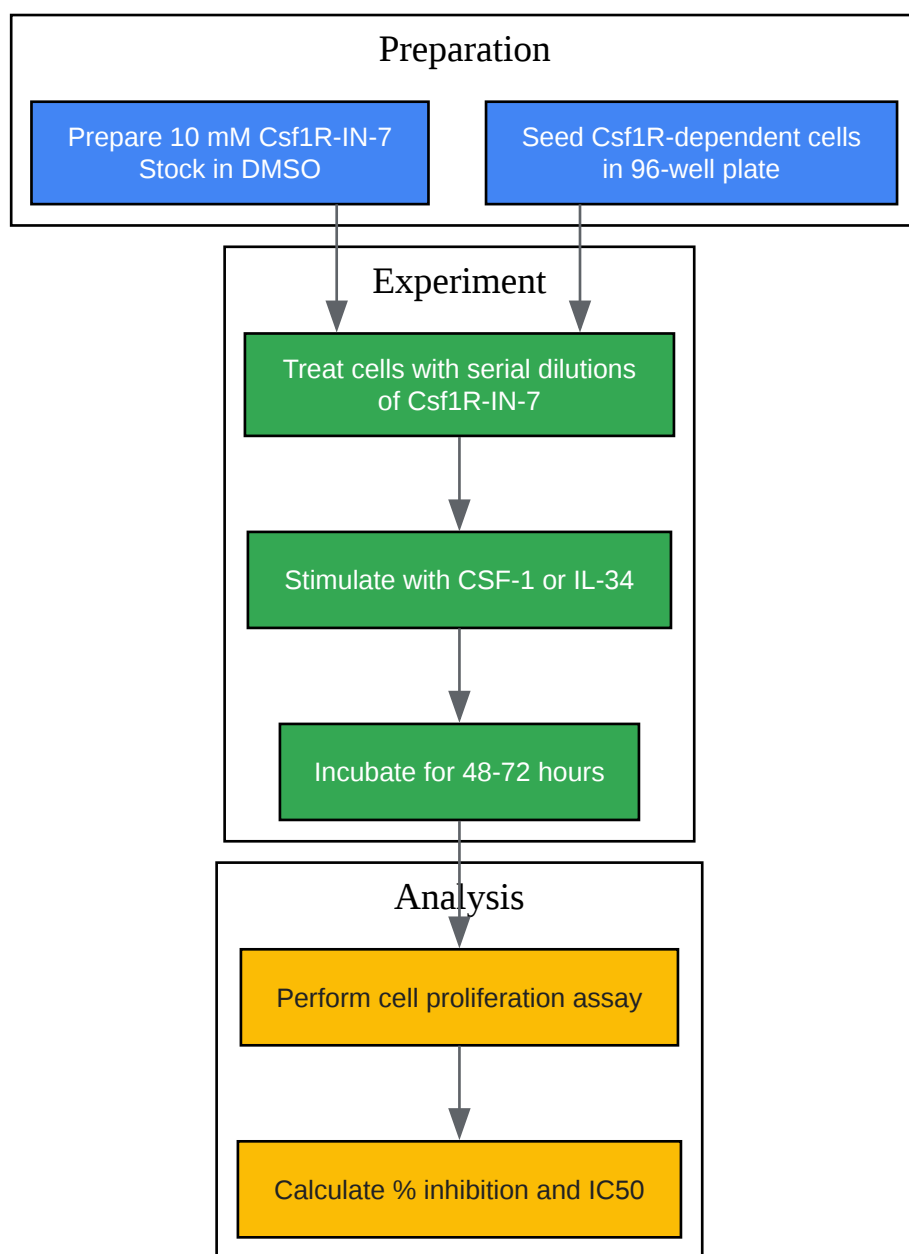 Preparation
Prepare 10 mM Csf1R-IN-7
Stock in DMSO
Seed Csf1R-dependent cells
in 96-well plate
Experiment
Treat cells with serial dilutions
of Csf1R-IN-7
Stimulate with CSF-1 or IL-34
Incubate for 48-72 hours
Analysis
Perform cell proliferation assay
Calculate % inhibition and IC50